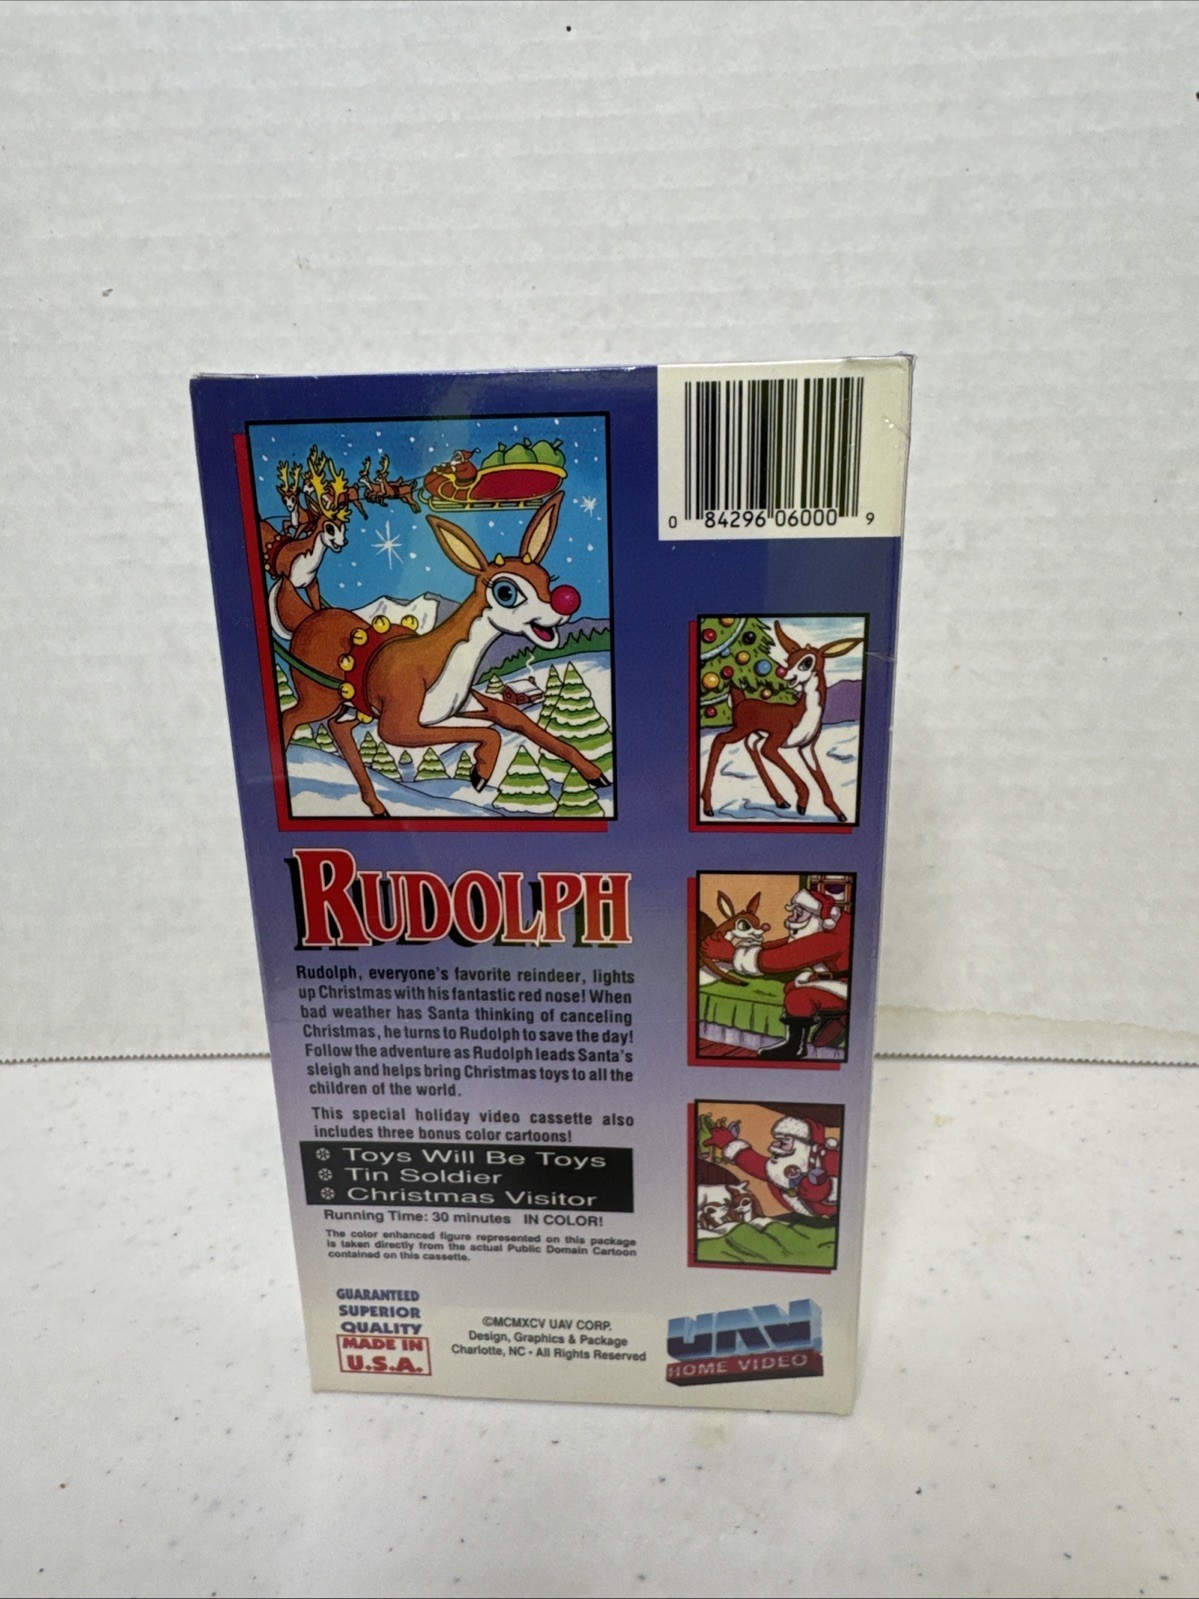 0 84296 06000 9
RUDOLPH
Rudolph, everyone's favorite reindeer, lights
up Christmas with his fantastic red nose! When
bad weather has Santa thinking of canceling
Christmas, he turns to Rudolph to save the day!
Follow the adventure as Rudolph leads Santa's
sleigh and helps bring Christmas toys to all the
children of the world.
This special holiday video cassette also
includes three bonus color cartoons!
Toys Will Be Toys
Tin Soldier
Christmas Visitor
Running Time: 30 minutes IN COLOR!
The color enhanced figure represented on this package
is taken directly from the actual Public Domain Cartoon
contained on this cassette.
GUARANTEED
SUPERIOR
QUALITY
MADE IN
U.S.A.
©MCMXCV UAV CORP.
Design, Graphics & Package
Charlotte, NC - All Rights Reserved
UAV
HOME VIDEO